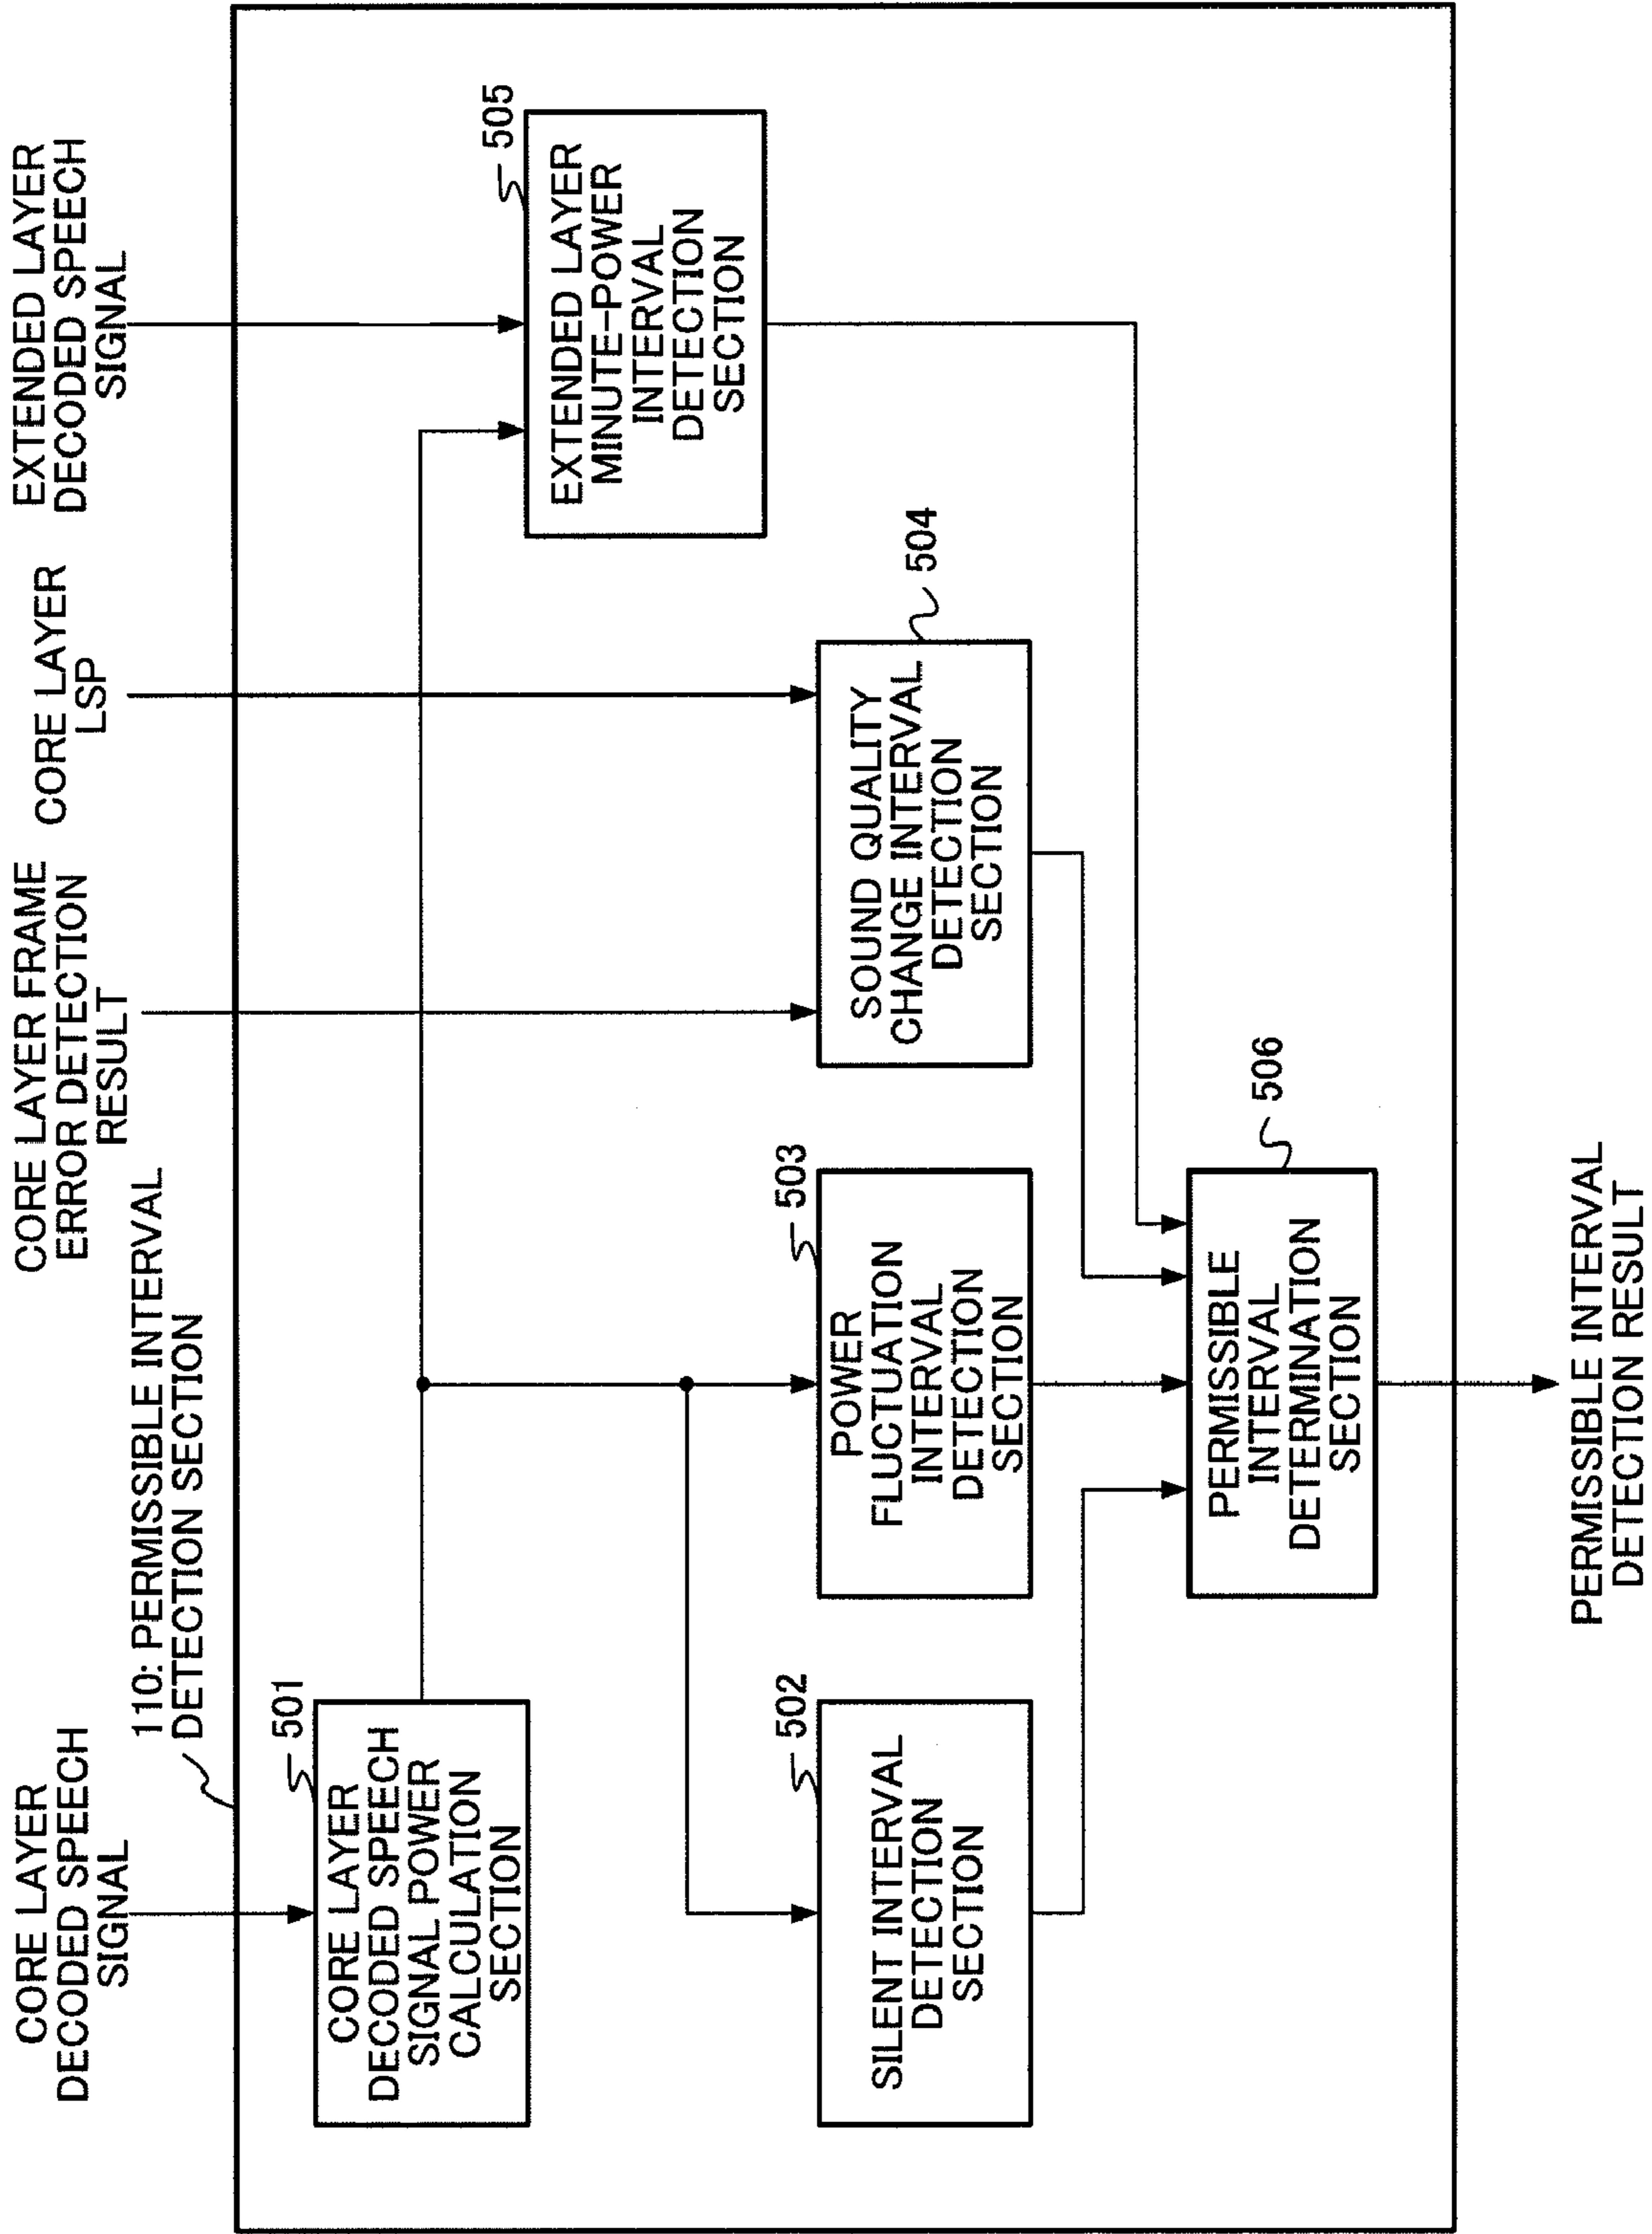 CORE LAYER
DECODED SPEECH
SIGNAL
110: PERMISSIBLE INTERVAL
DETECTION SECTION
CORE LAYER FRAME
ERROR DETECTION
RESULT
CORE LAYER
LSP
EXTENDED LAYER
DECODED SPEECH
SIGNAL
501
CORE LAYER
DECODED SPEECH
SIGNAL POWER
CALCULATION
SECTION
505
EXTENDED LAYER
MINUTE-POWER
INTERVAL
DETECTION
SECTION
502
SILENT INTERVAL
DETECTION
SECTION
503
POWER
FLUCTUATION
INTERVAL
DETECTION
SECTION
504
SOUND QUALITY
CHANGE INTERVAL
DETECTION
SECTION
506
PERMISSIBLE
INTERVAL
DETERMINATION
SECTION
PERMISSIBLE INTERVAL
DETECTION RESULT